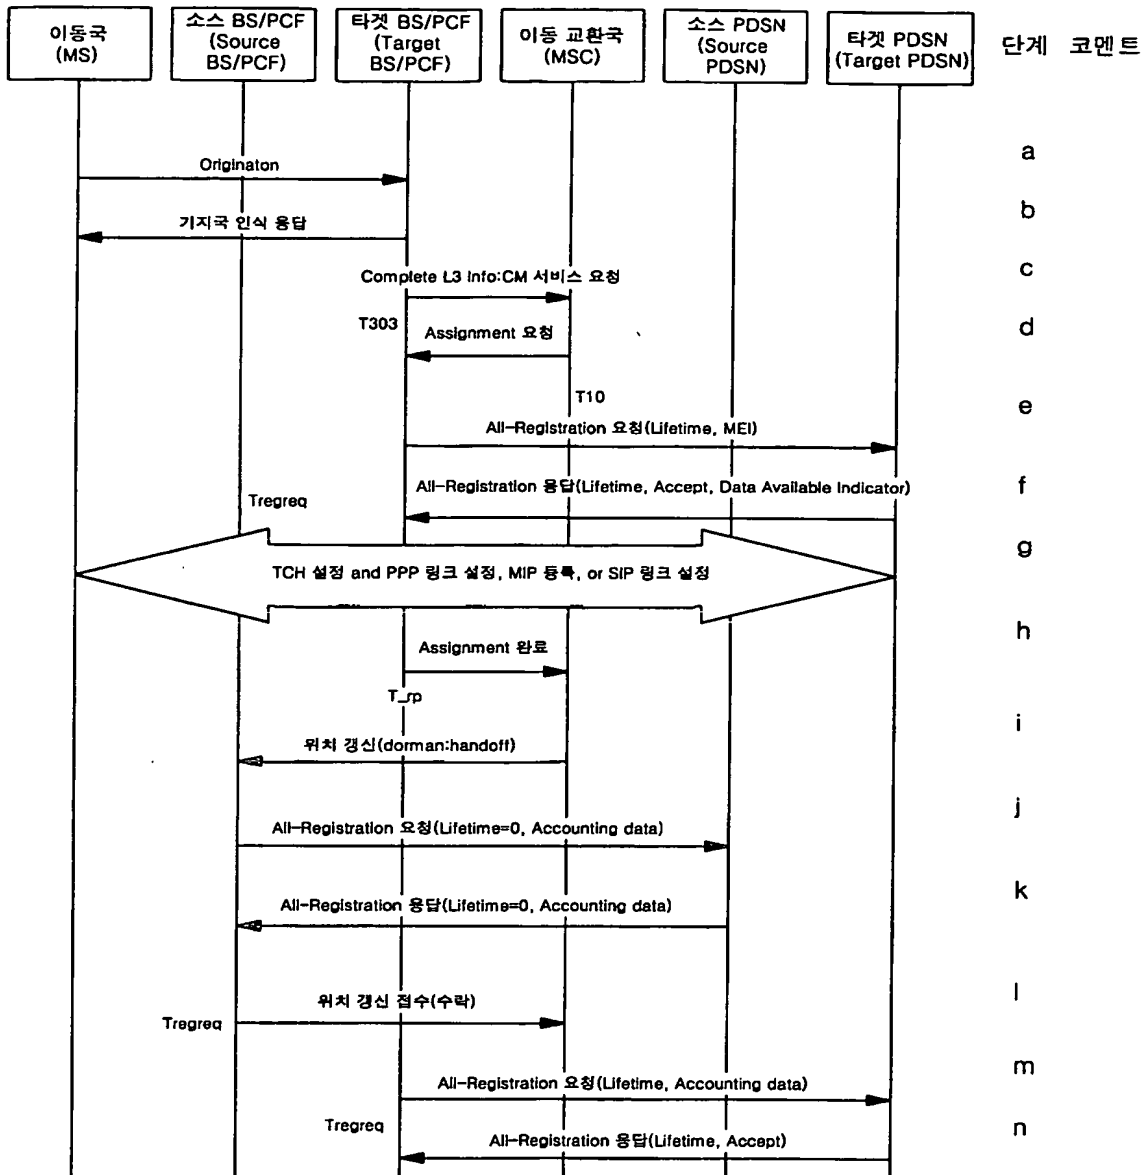 이동국
(MS)
소스 BS/PCF
(Source
BS/PCF)
타겟 BS/PCF
(Target
BS/PCF)
이동 교환국
(MSC)
소스 PDSN
(Source
PDSN)
타겟 PDSN
(Target PDSN)
단계 코멘트
a
Originaton
b
기지국 인식 응답
c
Complete L3 Info:CM 서비스 요청
d
T303
Assignment 요청
T10
e
All-Registration 요청(Lifetime, MEI)
f
All-Registration 응답(Lifetime, Accept, Data Available Indicator)
Tregreq
g
TCH 설정 and PPP 링크 설정, MIP 등록, or SIP 링크 설정
h
Assignment 완료
T_rp
i
위치 갱신(dorman:handoff)
j
All-Registration 요청(Lifetime=0, Accounting data)
k
All-Registration 응답(Lifetime=0, Accounting data)
l
위치 갱신 접수(수락)
Tregreq
m
All-Registration 요청(Lifetime, Accounting data)
Tregreq
n
All-Registration 응답(Lifetime, Accept)